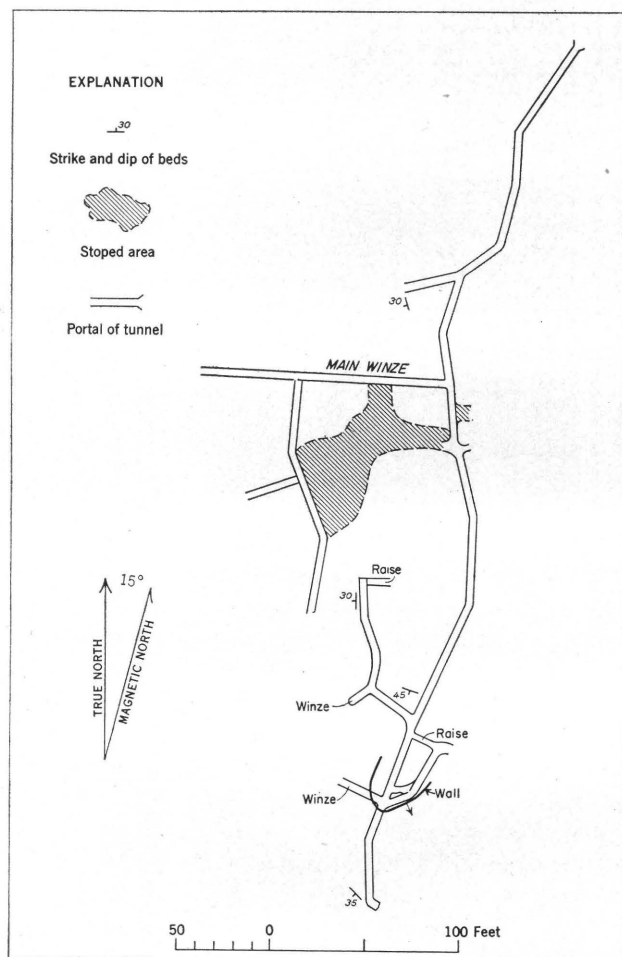 EXPLANATION
30
Strike and dip of beds
Stoped area
Portal of tunnel
30
MAIN WINZE
15°
TRUE NORTH
MAGNETIC NORTH
Raise
30
45
Winze
Raise
Winze
Wall
35
50 0 100 Feet